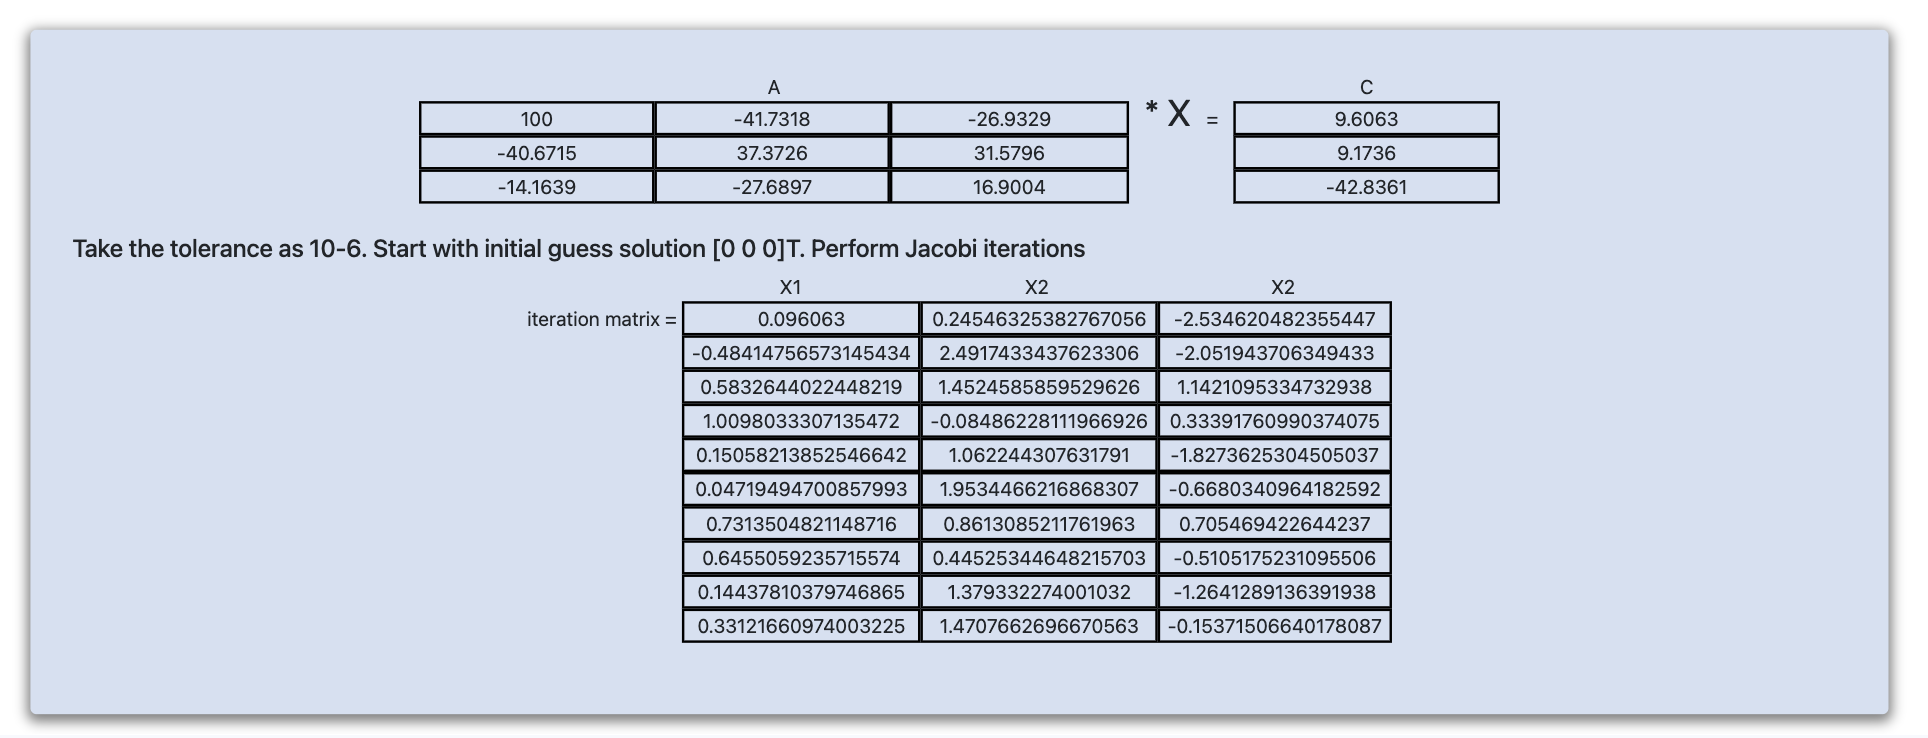 A C
100 -41.7318 -26.9329 * X = 9.6063
-40.6715 37.3726 31.5796 9.1736
-14.1639 -27.6897 16.9004 -42.8361
Take the tolerance as 10-6. Start with initial guess solution [0 0 0]T. Perform Jacobi iterations
X1 X2 X2
iteration matrix = 0.096063 0.24546325382767056 -2.534620482355447
-0.48414756573145434 2.4917433437623306 -2.051943706349433
0.5832644022448219 1.4524585859529626 1.1421095334732938
1.0098033307135472 -0.08486228111966926 0.33391760990374075
0.15058213852546642 1.062244307631791 -1.8273625304505037
0.04719494700857993 1.9534466216868307 -0.6680340964182592
0.7313504821148716 0.8613085211761963 0.705469422644237
0.6455059235715574 0.44525344648215703 -0.5105175231095506
0.14437810379746865 1.379332274001032 -1.2641289136391938
0.33121660974003225 1.4707662696670563 -0.15371506640178087